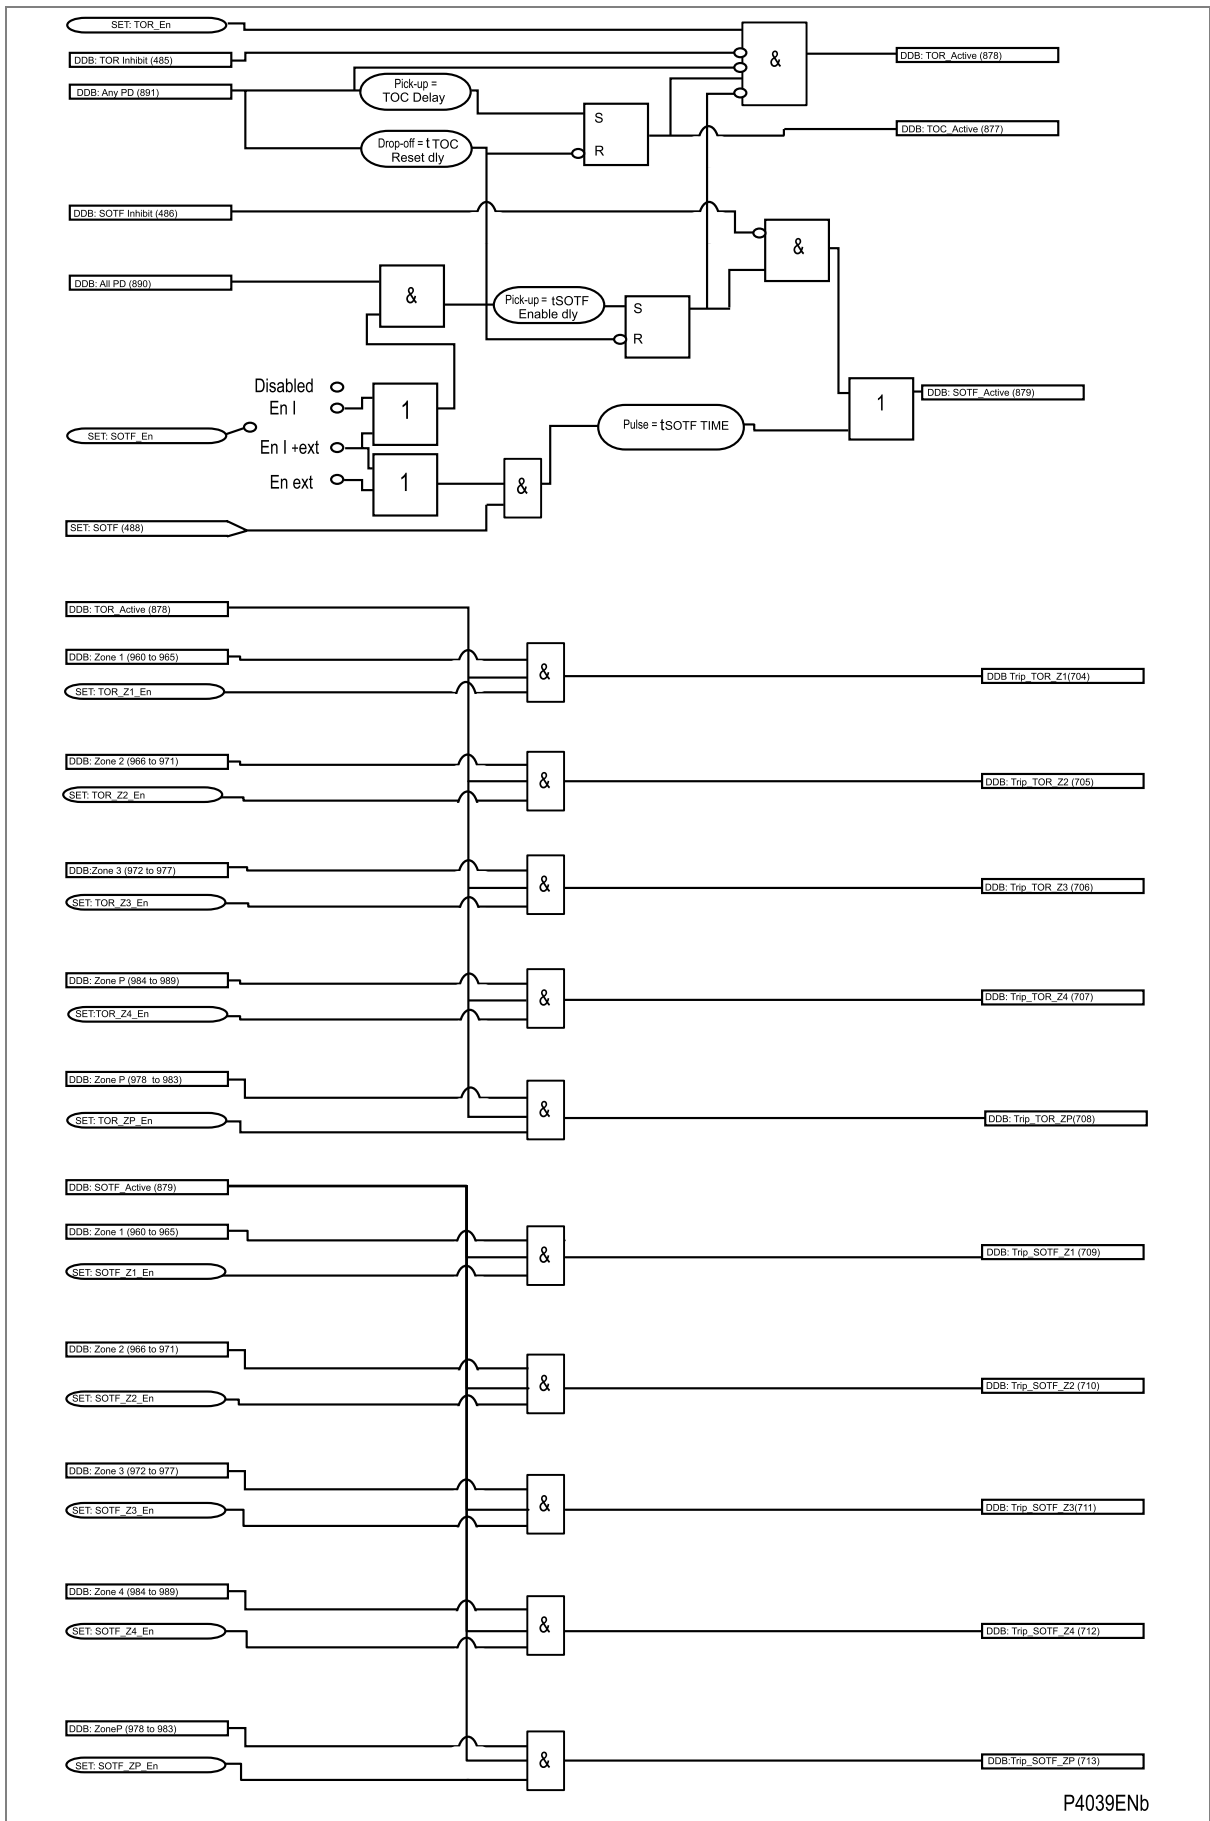 SET: TOR_En
&
DDB: TOR Inhibit (485)
DDB: TOR_Active (878)
DDB: Any PD (891)
Pick-up =
TOC Delay
S
R
DDB: TOC_Active (877)
Drop-off = t TOC
Reset dly
DDB: SOTF Inhibit (486)
&
DDB: All PD (890)
&
Pick-up = tSOTF
Enable dly
S
R
Disabled
En I
1
1
DDB: SOTF_Active (879)
SET: SOTF_En
Pulse = tSOTF TIME
En I +ext
En ext
1
&
SET: SOTF (488)
DDB: TOR_Active (878)
DDB: Zone 1 (960 to 965)
&
DDB Trip_TOR_Z1(704)
SET: TOR_Z1_En
DDB: Zone 2 (966 to 971)
&
DDB: Trip_TOR_Z2 (705)
SET: TOR_Z2_En
DDB:Zone 3 (972 to 977)
&
DDB: Trip_TOR_Z3 (706)
SET: TOR_Z3_En
DDB: Zone P (984 to 989)
&
DDB: Trip_TOR_Z4 (707)
SET:TOR_Z4_En
DDB: Zone P (978 to 983)
&
DDB: Trip_TOR_ZP(708)
SET: TOR_ZP_En
DDB: SOTF_Active (879)
DDB: Zone 1 (960 to 965)
&
DDB: Trip_SOTF_Z1 (709)
SET: SOTF_Z1_En
DDB: Zone 2 (966 to 971)
&
DDB: Trip_SOTF_Z2 (710)
SET: SOTF_Z2_En
DDB: Zone 3 (972 to 977)
&
DDB: Trip_SOTF_Z3(711)
SET: SOTF_Z3_En
DDB: Zone 4 (984 to 989)
&
DDB: Trip_SOTF_Z4 (712)
SET: SOTF_Z4_En
DDB: ZoneP (978 to 983)
&
DDB:Trip_SOTF_ZP (713)
SET: SOTF_ZP_En
P4039ENb